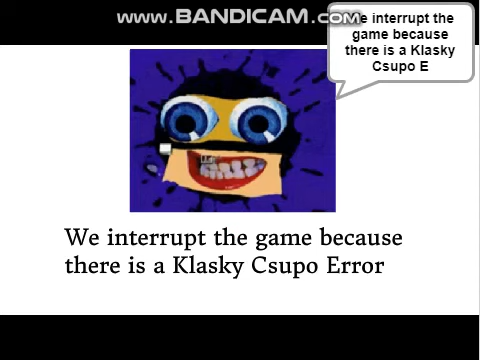 www.BANDICAM.com
We interrupt the
game because
there is a Klasky
Csupo E
We interrupt the game because
there is a Klasky Csupo Error